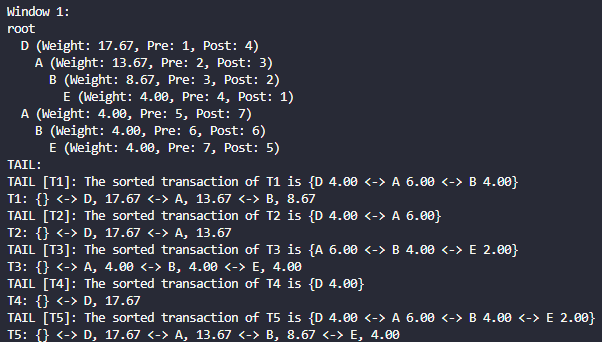 Window 1:
root
  D (Weight: 17.67, Pre: 1, Post: 4)
    A (Weight: 13.67, Pre: 2, Post: 3)
      B (Weight: 8.67, Pre: 3, Post: 2)
        E (Weight: 4.00, Pre: 4, Post: 1)
  A (Weight: 4.00, Pre: 5, Post: 7)
    B (Weight: 4.00, Pre: 6, Post: 6)
      E (Weight: 4.00, Pre: 7, Post: 5)
TAIL:
TAIL [T1]: The sorted transaction of T1 is {D 4.00 <-> A 6.00 <-> B 4.00}
T1: {} <-> D, 17.67 <-> A, 13.67 <-> B, 8.67
TAIL [T2]: The sorted transaction of T2 is {D 4.00 <-> A 6.00}
T2: {} <-> D, 17.67 <-> A, 13.67
TAIL [T3]: The sorted transaction of T3 is {A 6.00 <-> B 4.00 <-> E 2.00}
T3: {} <-> A, 4.00 <-> B, 4.00 <-> E, 4.00
TAIL [T4]: The sorted transaction of T4 is {D 4.00}
T4: {} <-> D, 17.67
TAIL [T5]: The sorted transaction of T5 is {D 4.00 <-> A 6.00 <-> B 4.00 <-> E 2.00}
T5: {} <-> D, 17.67 <-> A, 13.67 <-> B, 8.67 <-> E, 4.00